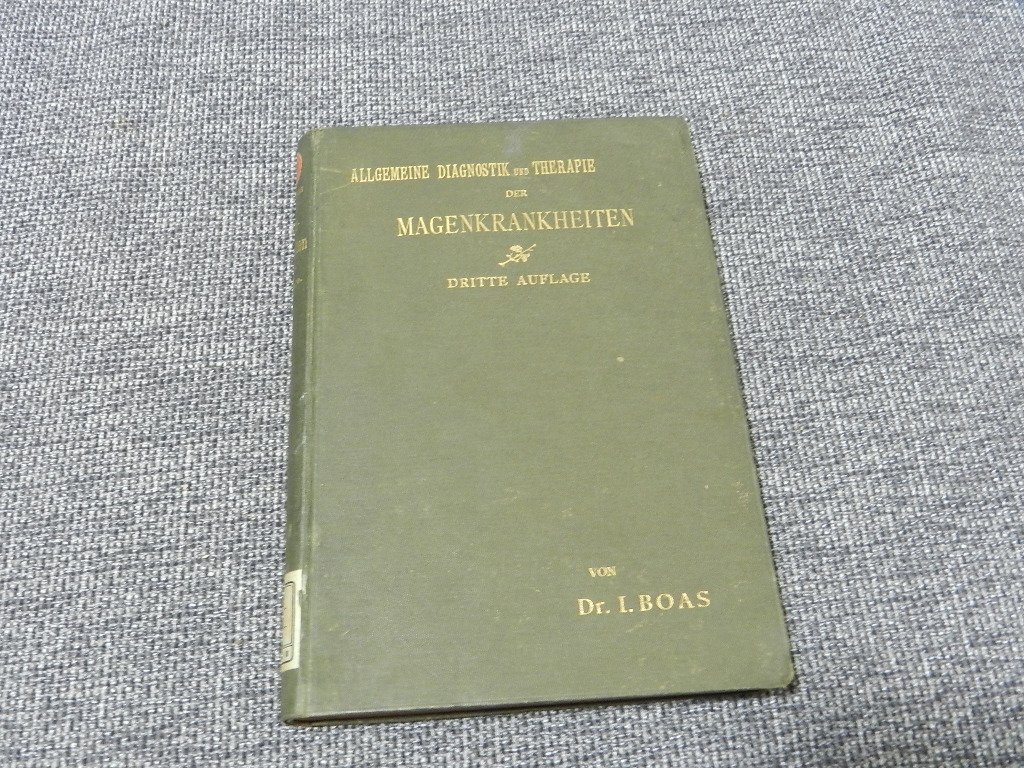 ALLGEMEINE DIAGNOSTIK UND THERAPIE
DER
MAGENKRANKHEITEN
DRITTE AUFLAGE
VON
Dr. I. BOAS